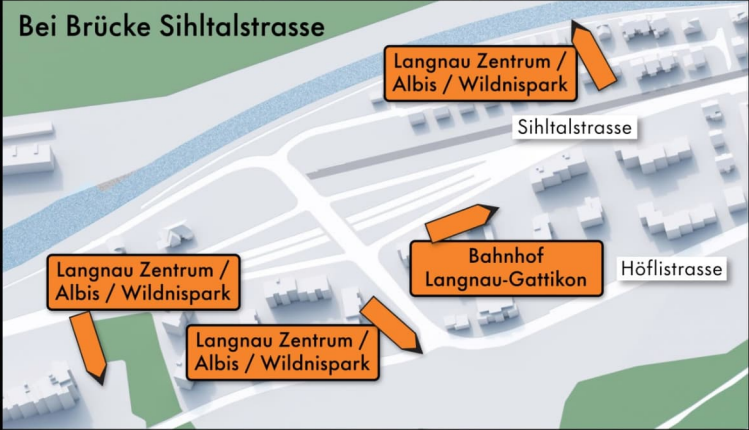 Bei Brücke Sihltalstrasse
Langnau Zentrum /
Albis / Wildnispark
Sihltalstrasse
Bahnhof
Langnau-Gattikon
Höflistrasse
Langnau Zentrum /
Albis / Wildnispark
Langnau Zentrum /
Albis / Wildnispark